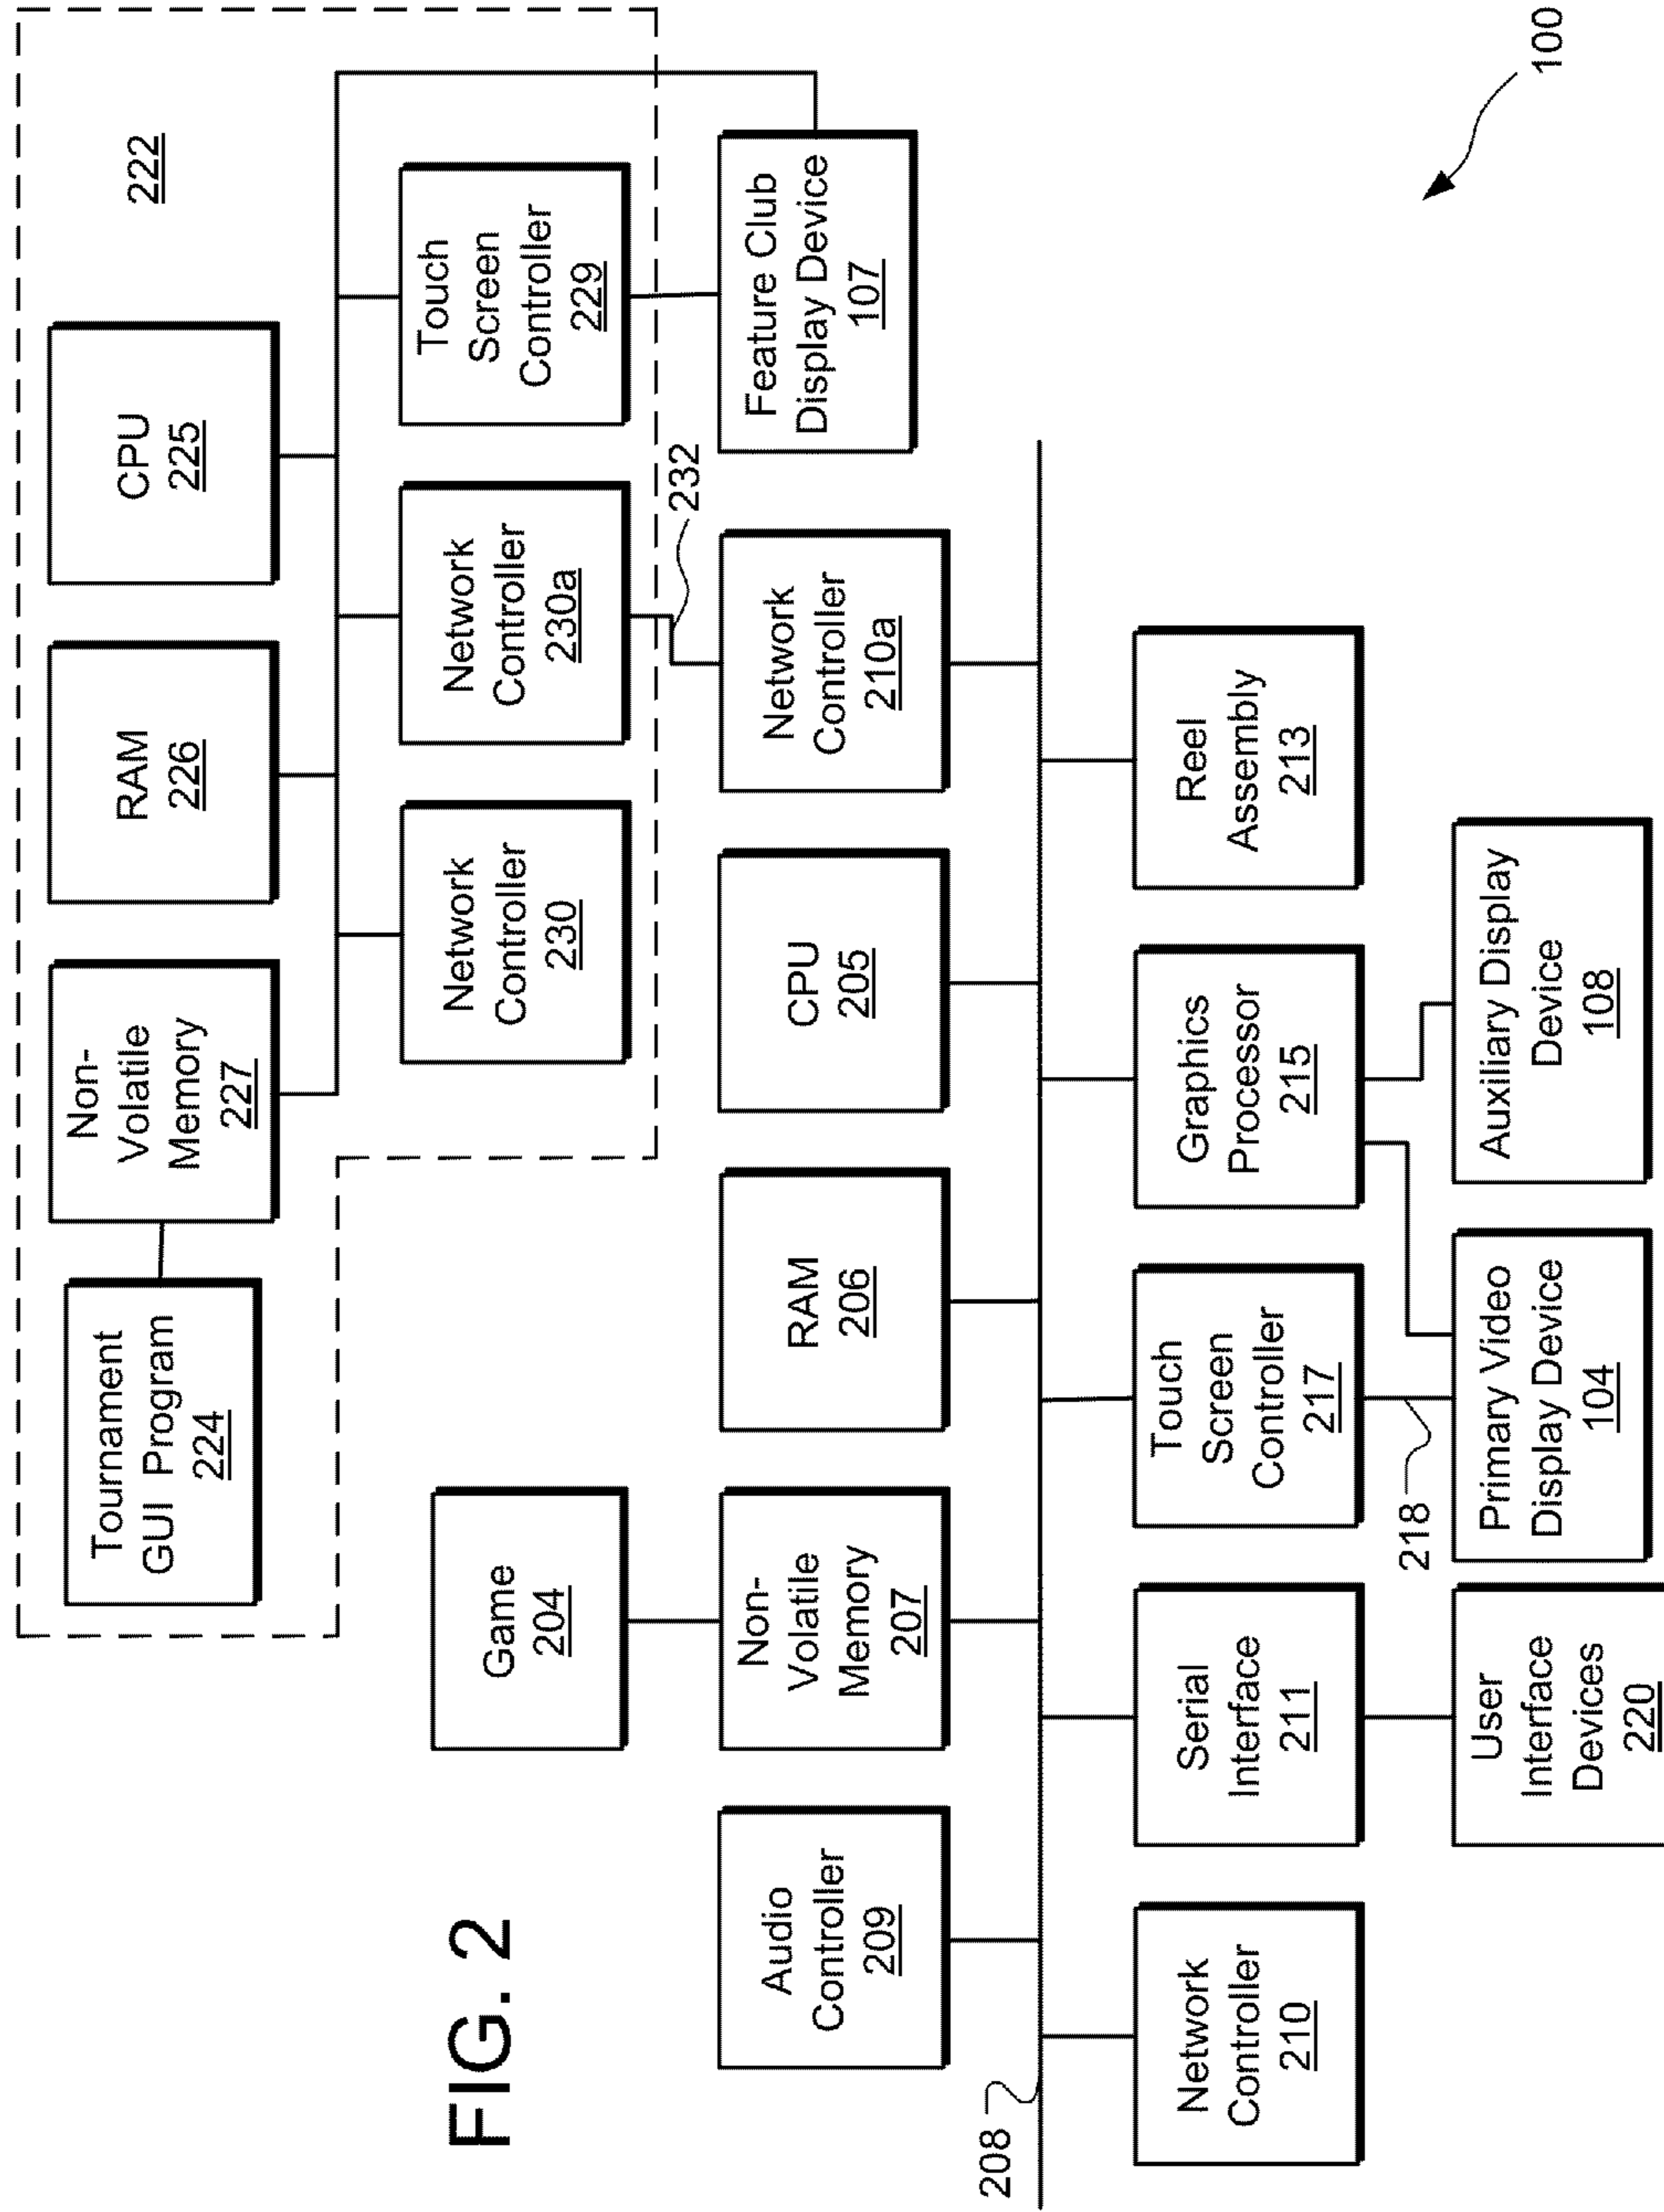 222
Tournament
GUI Program
224
Non-
Volatile
Memory
227
RAM
226
CPU
225
Network
Controller
230
Network
Controller
230a
Touch
Screen
Controller
229
232
FIG. 2
Game
204
Audio
Controller
209
Non-
Volatile
Memory
207
RAM
206
CPU
205
Network
Controller
210a
Feature Club
Display Device
107
208
Network
Controller
210
Serial
Interface
211
Touch
Screen
Controller
217
Graphics
Processor
215
Reel
Assembly
213
218
User
Interface
Devices
220
Primary Video
Display Device
104
Auxiliary Display
Device
108
100